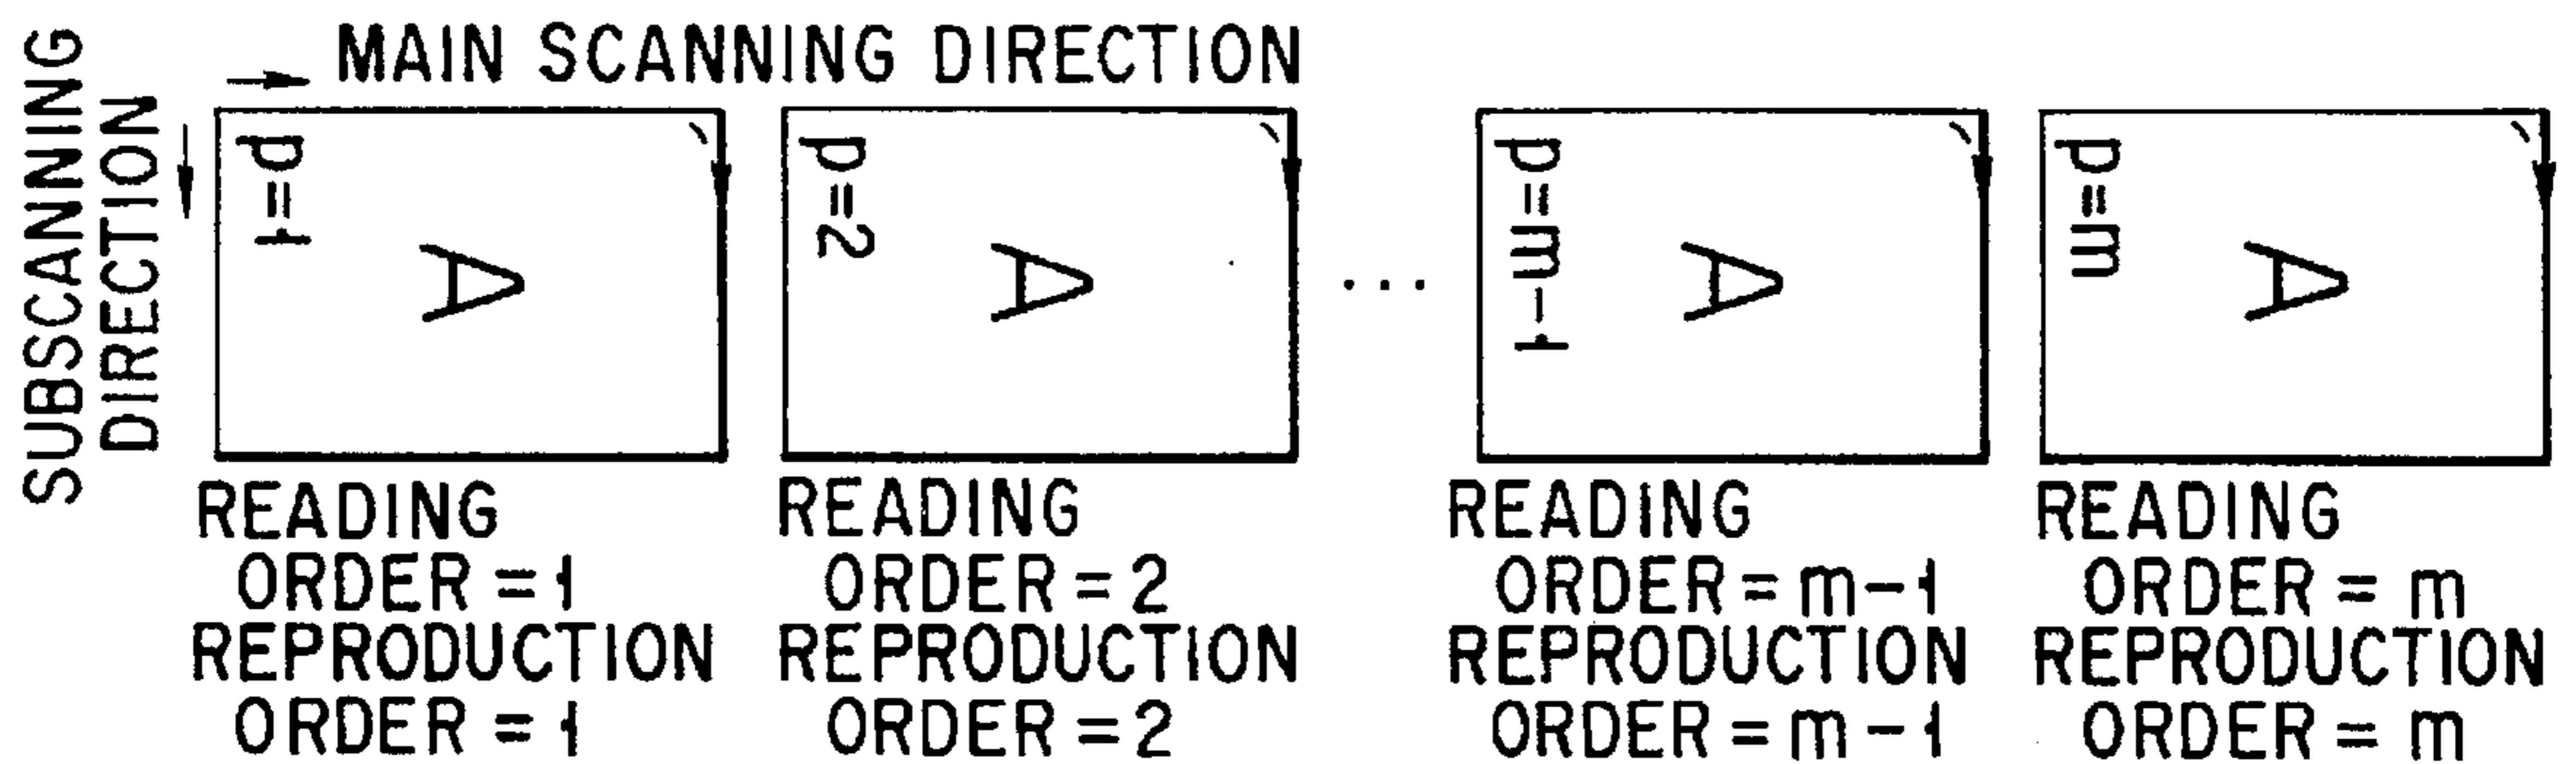 MAIN SCANNING DIRECTION
SUBSCANNING
DIRECTION
p=1
A
p=2
A
...
p=m-1
A
p=m
A
READING
ORDER = 1
REPRODUCTION
ORDER = 1
READING
ORDER = 2
REPRODUCTION
ORDER = 2
READING
ORDER = m-1
REPRODUCTION
ORDER = m-1
READING
ORDER = m
REPRODUCTION
ORDER = m